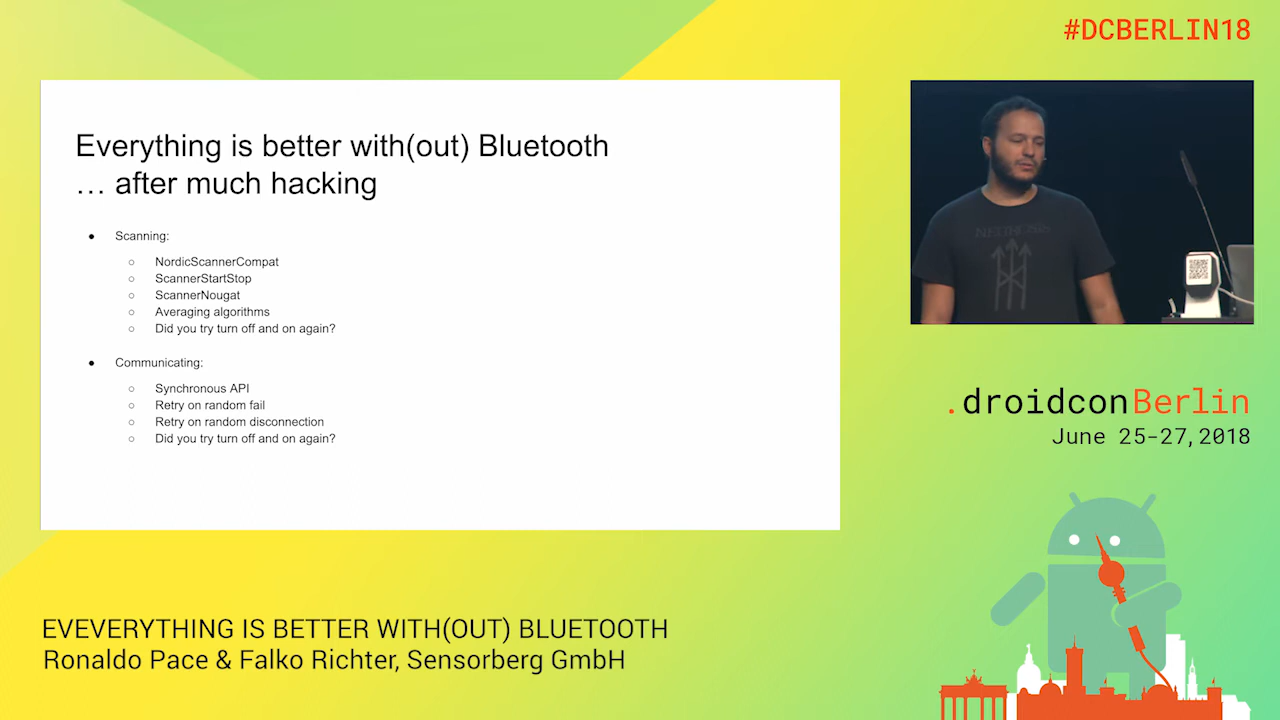 #DCBERLIN18
Everything is better with(out) Bluetooth
… after much hacking
● Scanning:
○ NordicScannerCompat
○ ScannerStartStop
○ ScannerNougat
○ Averaging algorithms
○ Did you try turn off and on again?
● Communicating:
○ Synchronous API
○ Retry on random fail
○ Retry on random disconnection
○ Did you try turn off and on again?
.droidconBerlin
June 25-27,2018
EVEVERYTHING IS BETTER WITH(OUT) BLUETOOTH
Ronaldo Pace & Falko Richter, Sensorberg GmbH